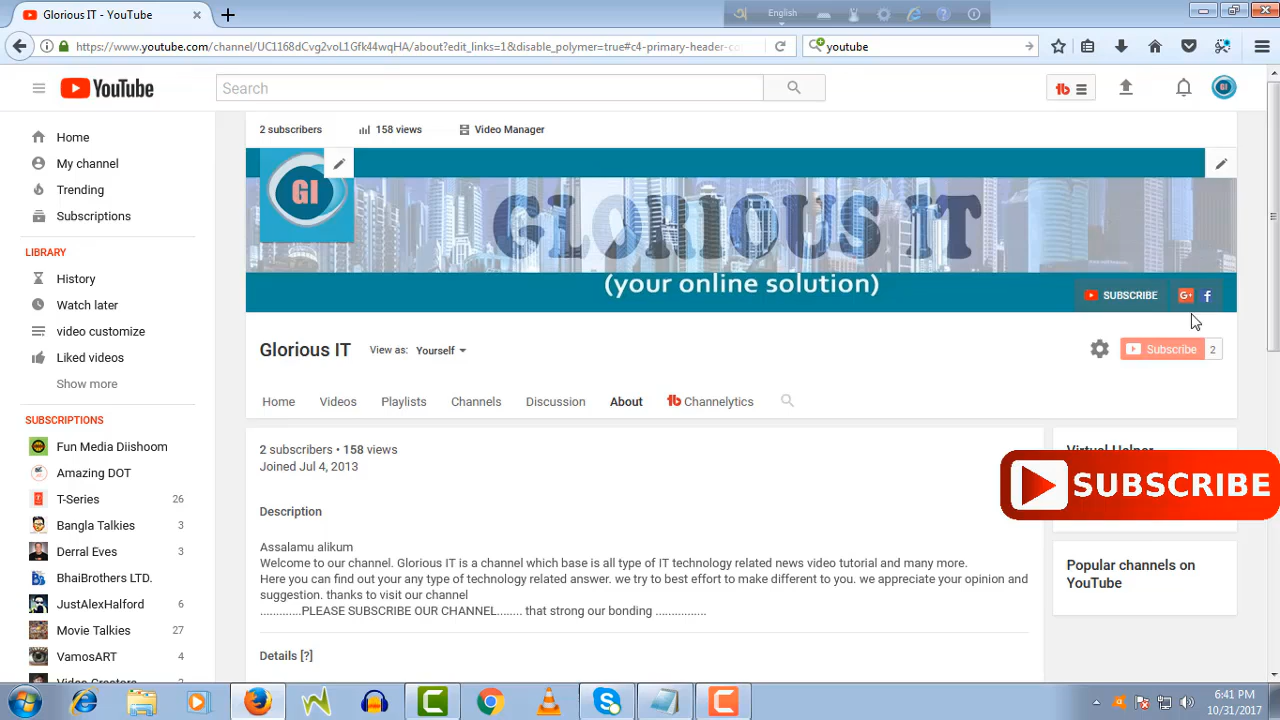 GloriousIT - YouTube
English
https://www.youtube.com/channel/UC1168dCvg2voL1Gfk44wqHA/about?edit_links=1&disable_polymer=true#c4-primary-header-co
youtube
YouTube
Search
GI
Home
My channel
Trending
Subscriptions
LIBRARY
History
Watch later
video customize
Liked videos
Show more
SUBSCRIPTIONS
Fun Media Diishoom
Amazing DOT
T-Series 26
Bangla Talkies 3
Derral Eves 3
BhaiBrothers LTD.
JustAlexHalford 6
Movie Talkies 27
VamosART 4
Video Creators
2 subscribers 158 views Video Manager
GI
GLORIOUS IT
(your online solution)
SUBSCRIBE G+ f
Glorious IT View as: Yourself
Subscribe 2
Home Videos Playlists Channels Discussion About Channelytics
2 subscribers • 158 views
Joined Jul 4, 2013
Description
Assalamu alikum
Welcome to our channel. Glorious IT is a channel which base is all type of IT technology related news video tutorial and many more.
Here you can find out your any type of technology related answer. we try to best effort to make different to you. we appreciate your opinion and
suggestion. thanks to visit our channel
............PLEASE SUBSCRIBE OUR CHANNEL........ that strong our bonding ................
Details [?]
Virtual Helper
SUBSCRIBE
Popular channels on
YouTube
6:41 PM
10/31/2017